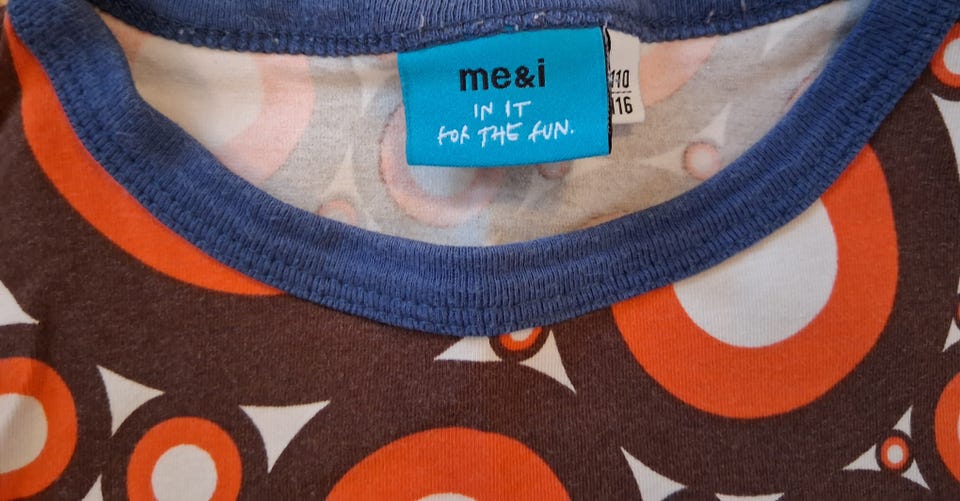 me&i
IN IT
FOR THE FUN.
110
116